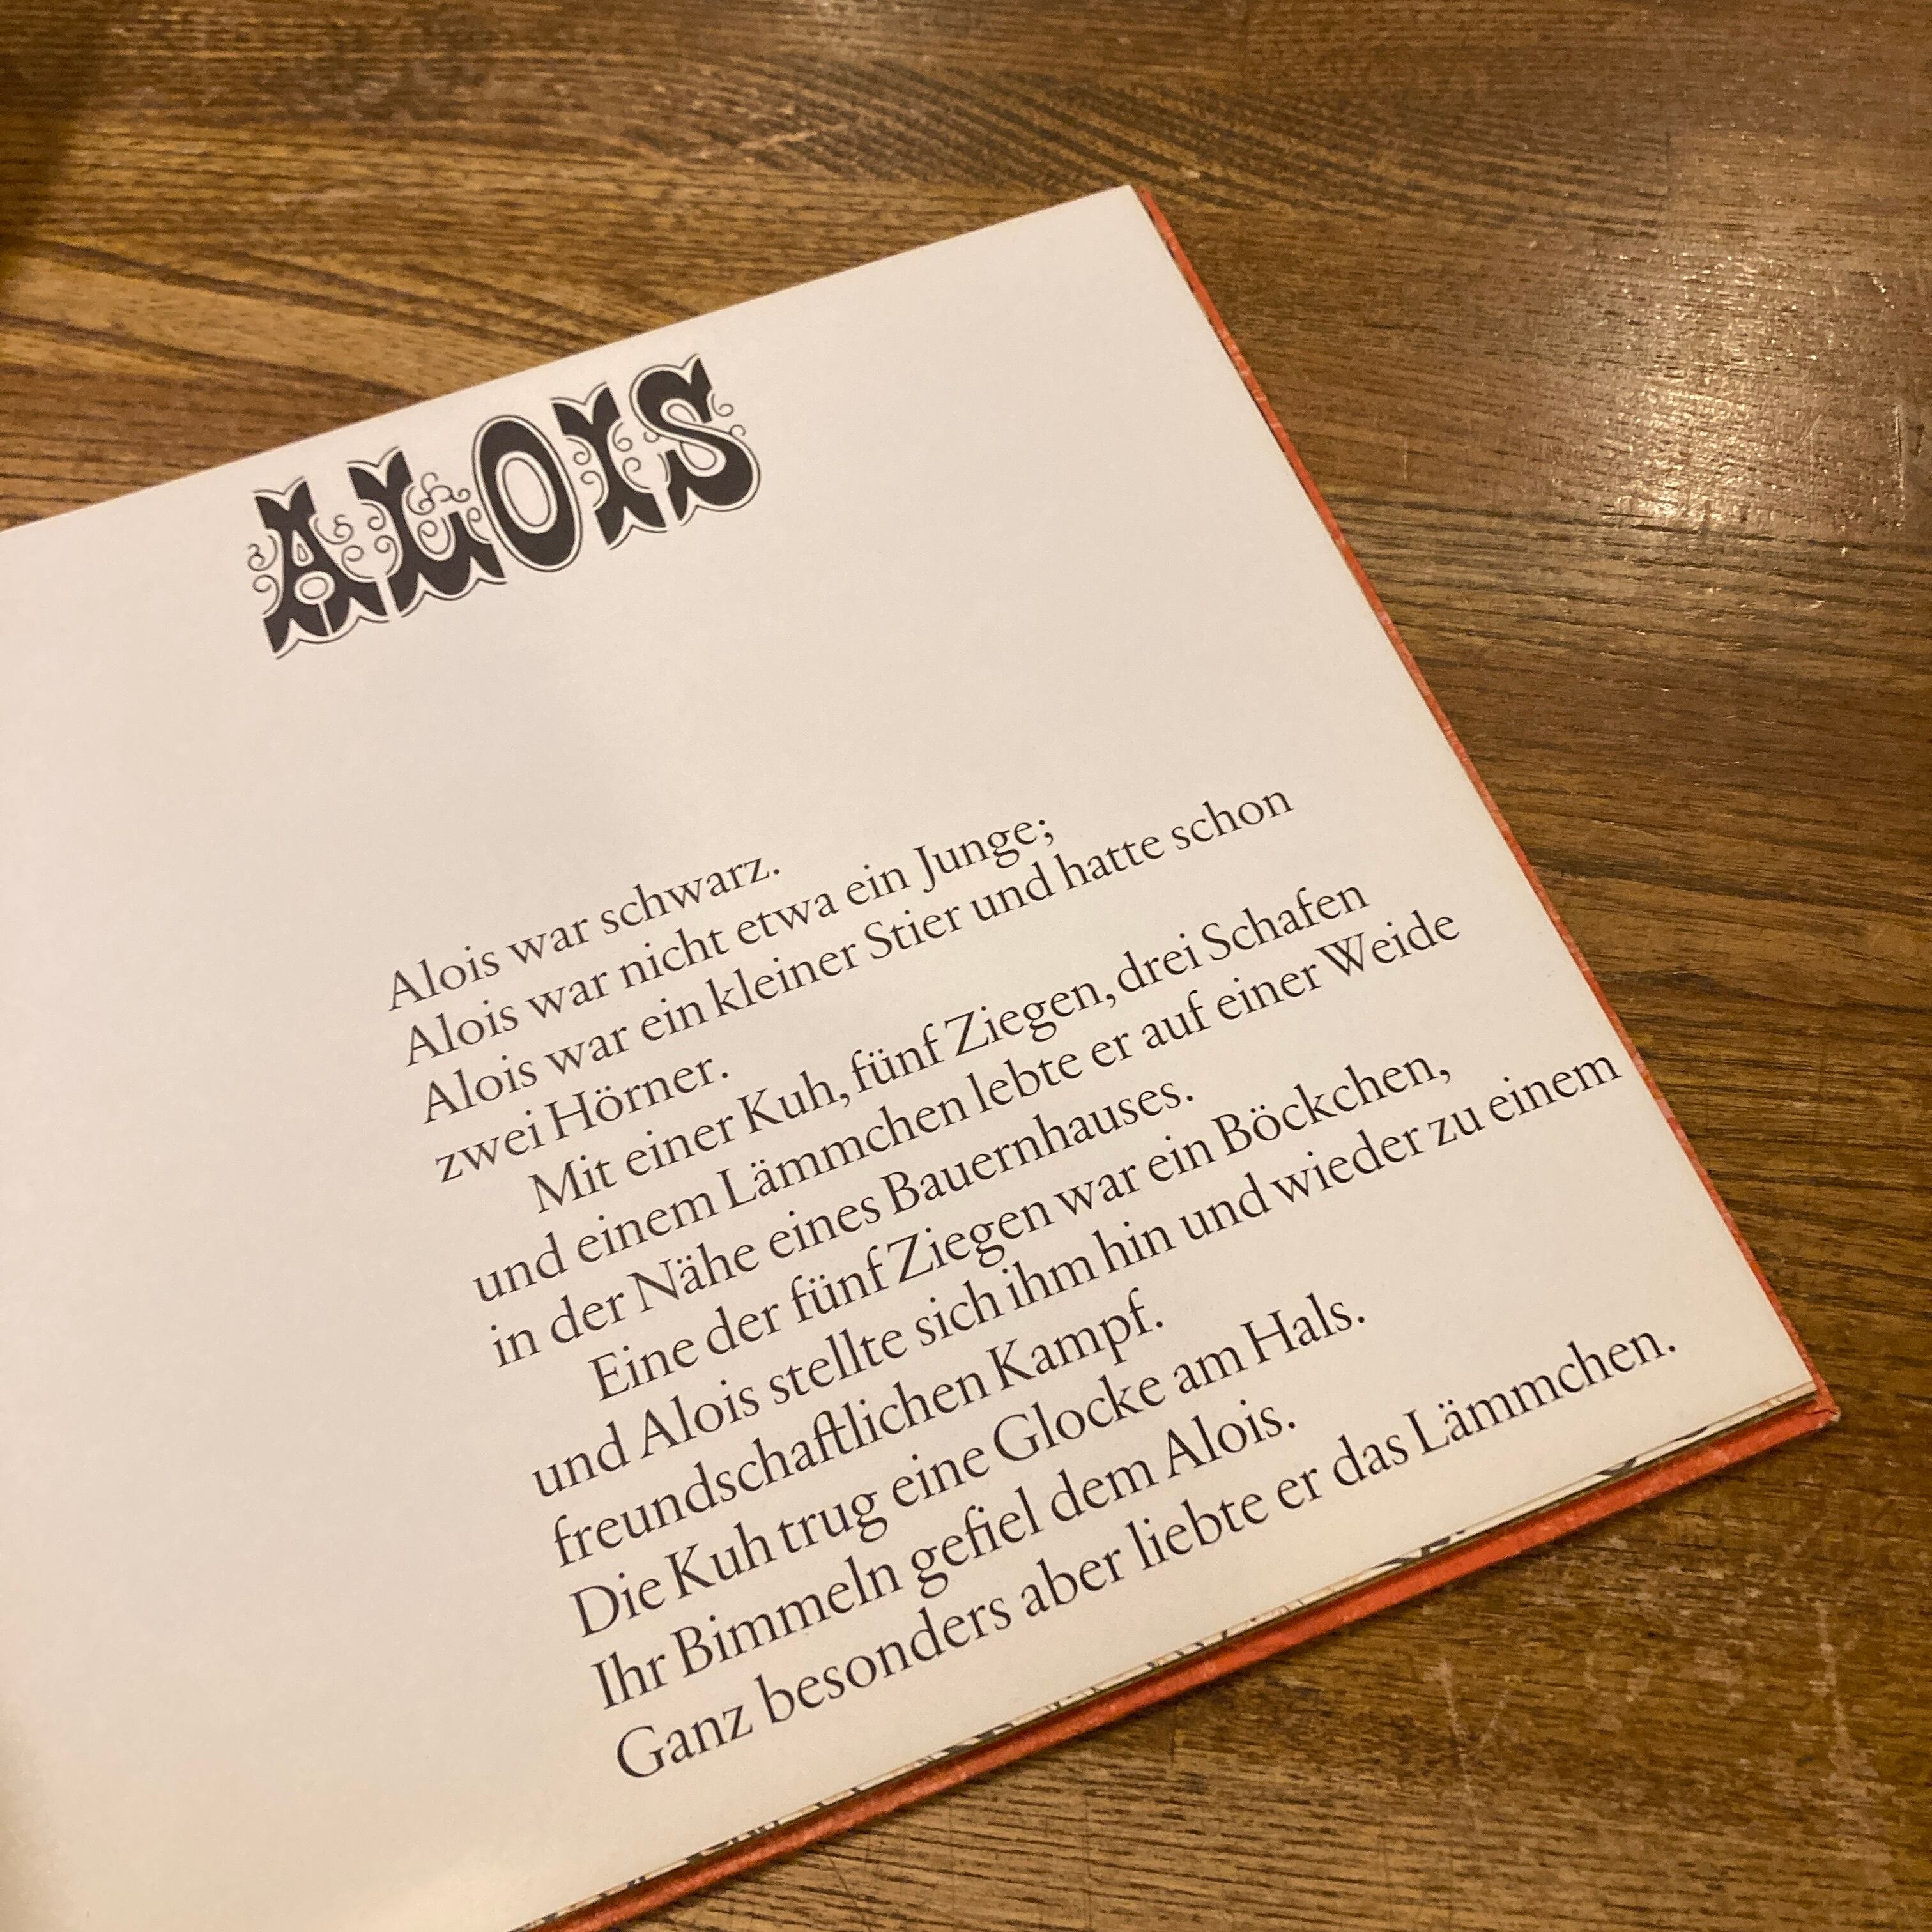 ALOIS
Alois war schwarz.
Alois war nicht etwa ein Junge;
Alois war ein kleiner Stier und hatte schon
zwei Hörner.
Mit einer Kuh, fünf Ziegen, drei Schafen
und einem Lämmchen lebte er auf einer Weide
in der Nähe eines Bauernhauses.
Eine der fünf Ziegen war ein Böckchen,
und Alois stellte sich ihm hin und wieder zu einem
freundschaftlichen Kampf.
Die Kuh trug eine Glocke am Hals.
Ihr Bimmeln gefiel dem Alois.
Ganz besonders aber liebte er das Lämmchen.